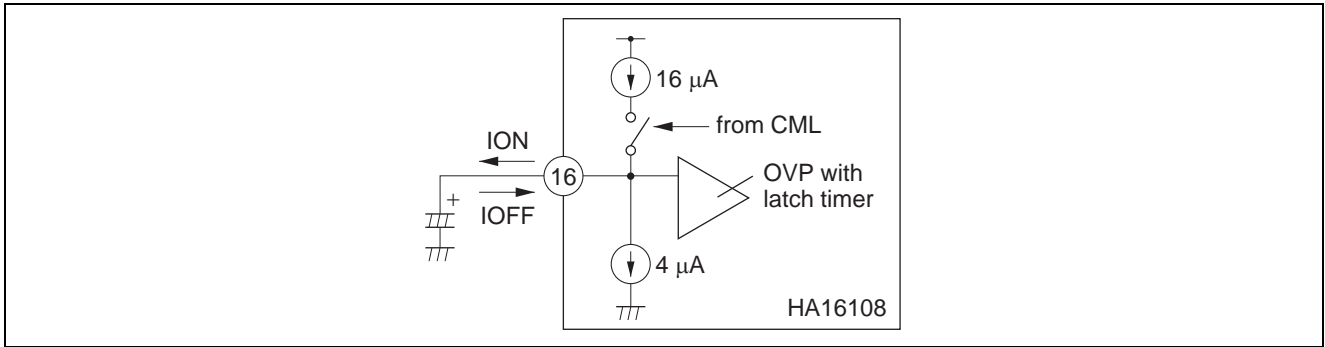 16 μA
from CML
ION
16
OVP with
latch timer
+
IOFF
4 μA
HA16108